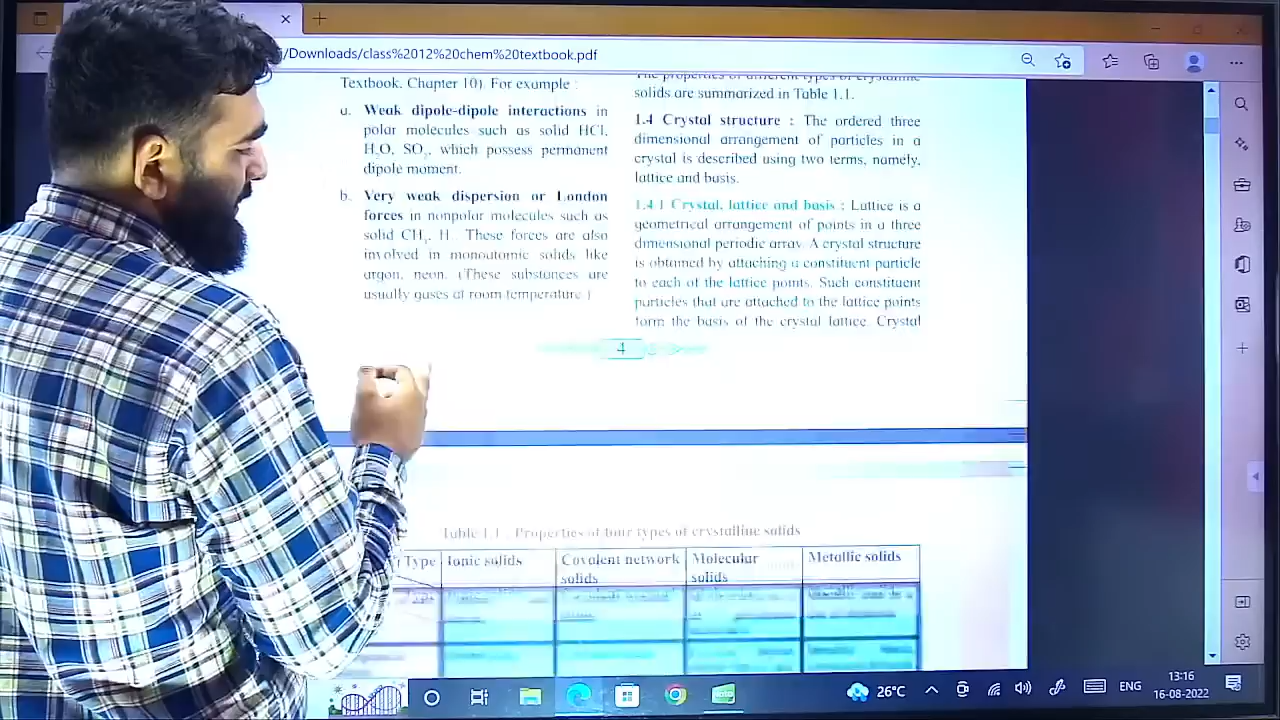 /Downloads/class%2012%20chem%20textbook.pdf
Textbook, Chapter 10). For example :
a. Weak dipole-dipole interactions in
polar molecules such as solid HCl,
H₂O, SO₂, which possess permanent
dipole moment.
b. Very weak dispersion or London
forces in nonpolar molecules such as
solid CH₄, H₂. These forces are also
involved in monoatomic solids like
argon, neon. (These substances are
usually gases at room temperature.)
The properties of different types of crystalline
solids are summarized in Table 1.1.
1.4 Crystal structure : The ordered three
dimensional arrangement of particles in a
crystal is described using two terms, namely,
lattice and basis.
1.4.1 Crystal, lattice and basis : Lattice is a
geometrical arrangement of points in a three
dimensional periodic array. A crystal structure
is obtained by attaching a constituent particle
to each of the lattice points. Such constituent
particles that are attached to the lattice points
form the basis of the crystal lattice. Crystal
4
Table 1.1 : Properties of four types of crystalline solids
Type Ionic solids Covalent network solids Molecular solids Metallic solids
26°C
ENG
13:16
16-08-2022